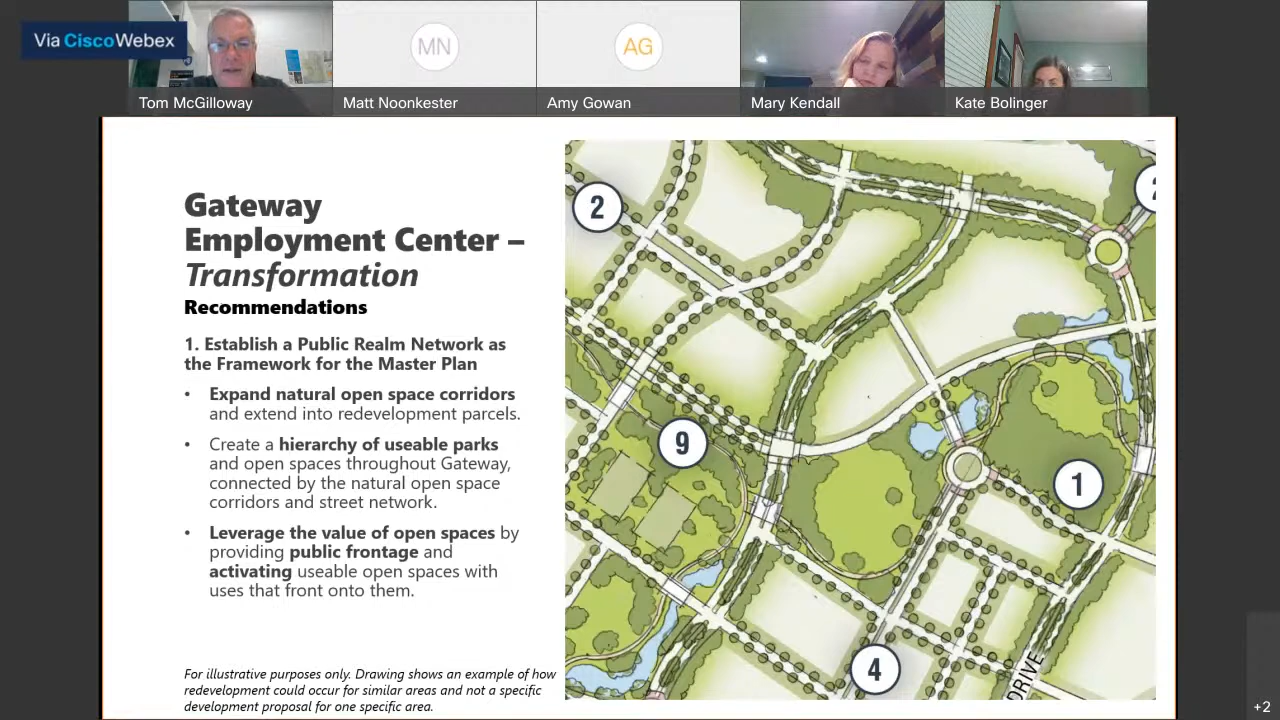 Via CiscoWebex
MN
AG
Tom McGilloway
Matt Noonkester
Amy Gowan
Mary Kendall
Kate Bolinger
Gateway
Employment Center –
Transformation
Recommendations
1. Establish a Public Realm Network as
the Framework for the Master Plan
• Expand natural open space corridors
and extend into redevelopment parcels.
• Create a hierarchy of useable parks
and open spaces throughout Gateway,
connected by the natural open space
corridors and street network.
• Leverage the value of open spaces by
providing public frontage and
activating useable open spaces with
uses that front onto them.
For illustrative purposes only. Drawing shows an example of how
redevelopment could occur for similar areas and not a specific
development proposal for one specific area.
2
2
9
1
4
DRIVE
+2